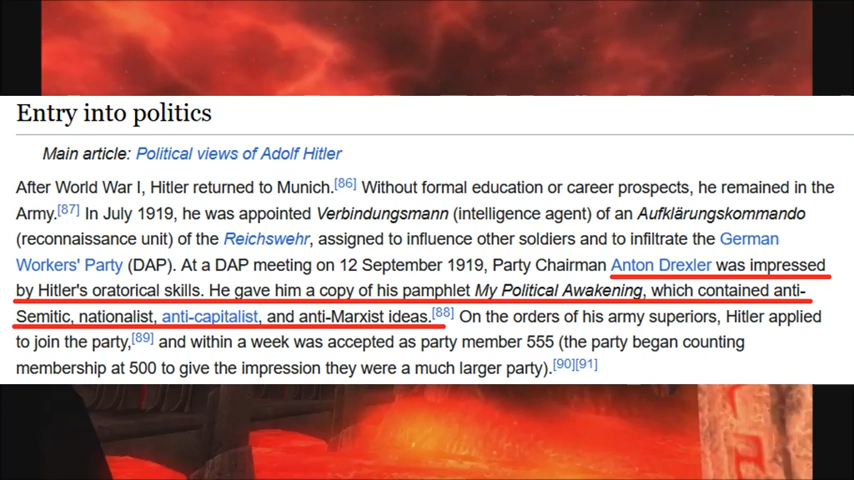 Entry into politics
Main article: Political views of Adolf Hitler
After World War I, Hitler returned to Munich.[86] Without formal education or career prospects, he remained in the
Army.[87] In July 1919, he was appointed Verbindungsmann (intelligence agent) of an Aufklärungskommando
(reconnaissance unit) of the Reichswehr, assigned to influence other soldiers and to infiltrate the German
Workers' Party (DAP). At a DAP meeting on 12 September 1919, Party Chairman Anton Drexler was impressed
by Hitler's oratorical skills. He gave him a copy of his pamphlet My Political Awakening, which contained anti-
Semitic, nationalist, anti-capitalist, and anti-Marxist ideas.[88] On the orders of his army superiors, Hitler applied
to join the party,[89] and within a week was accepted as party member 555 (the party began counting
membership at 500 to give the impression they were a much larger party).[90][91]